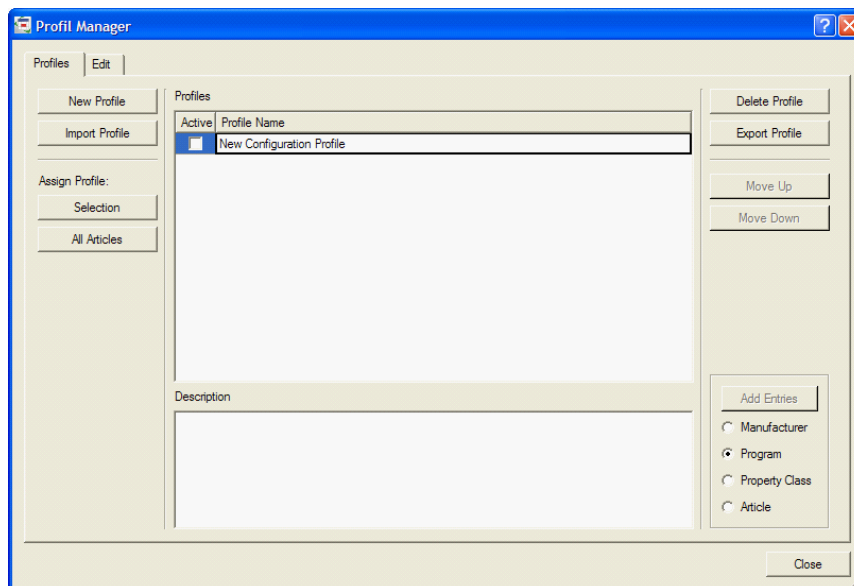 Profil Manager
Profiles
Edit
New Profile
Import Profile
Assign Profile:
Selection
All Articles
Profiles
Active Profile Name
New Configuration Profile
Description
Delete Profile
Export Profile
Move Up
Move Down
Add Entries
Manufacturer
Program
Property Class
Article
Close